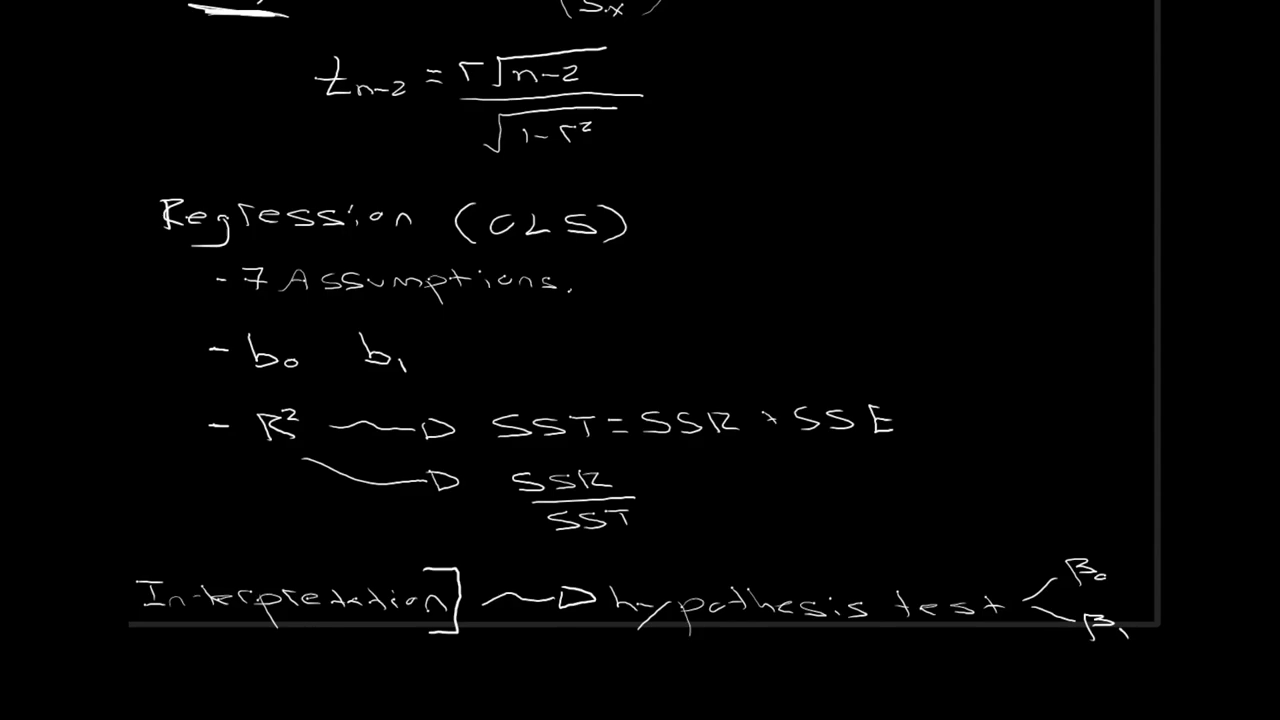 (S.x)
t n-2 = r√n-2 / √1-r²
Regression (OLS)
- 7 Assumptions.
- b₀ b₁
- R² → SST = SSR + SSE
→ SSR / SST
Interpretation] → hypothesis test < β₀ β₁